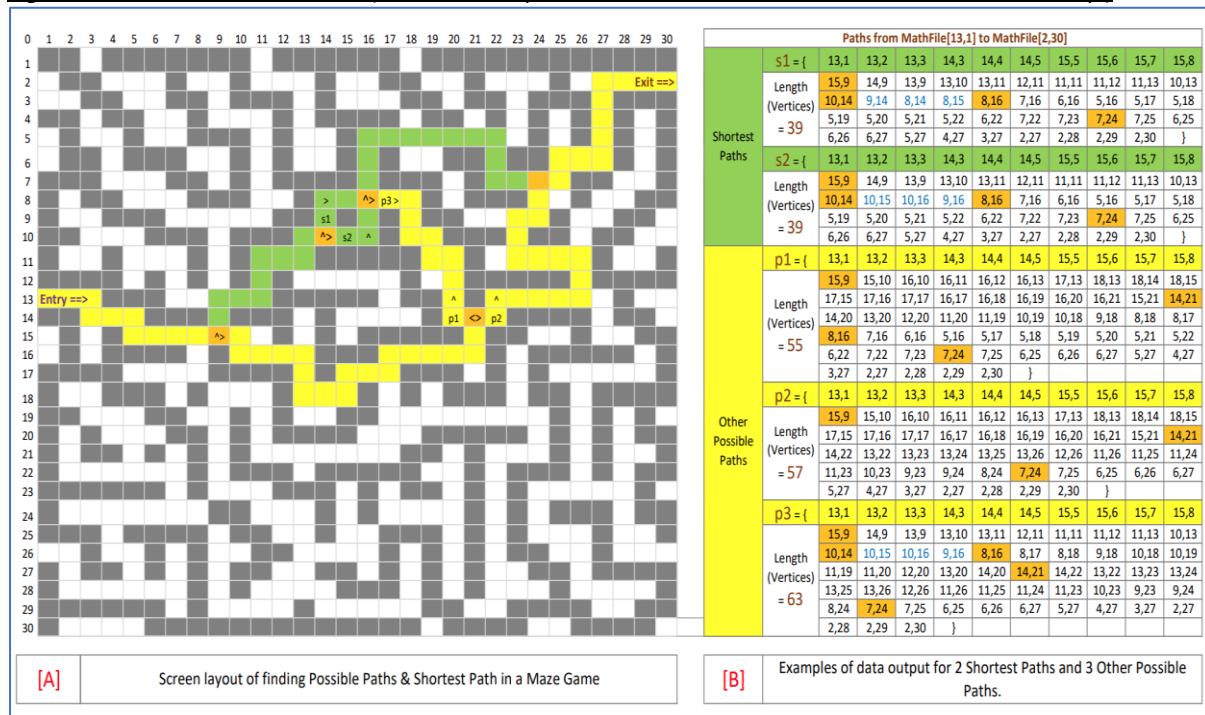 0 1 2 3 4 5 6 7 8 9 10 11 12 13 14 15 16 17 18 19 20 21 22 23 24 25 26 27 28 29 30
1
2 Exit ==>
3
4
5
6
7
8 > ^> p3 >
9 s1
10 ^> s2 ^
11
12
13 Entry ==> ^ ^
14 p1 <> p2
15 ^>
16
17
18
19
20
21
22
23
24
25
26
27
28
29
30
[A] Screen layout of finding Possible Paths & Shortest Path in a Maze Game
Paths from MathFile[13,1] to MathFile[2,30]
Shortest Paths
s1 = { 13,1 13,2 13,3 14,3 14,4 14,5 15,5 15,6 15,7 15,8
Length (Vertices) = 39
15,9 14,9 13,9 13,10 13,11 12,11 11,11 11,12 11,13 10,13
10,14 9,14 8,14 8,15 8,16 7,16 6,16 5,16 5,17 5,18
5,19 5,20 5,21 5,22 6,22 7,22 7,23 7,24 7,25 6,25
6,26 6,27 5,27 4,27 3,27 2,27 2,28 2,29 2,30 }
s2 = { 13,1 13,2 13,3 14,3 14,4 14,5 15,5 15,6 15,7 15,8
Length (Vertices) = 39
15,9 14,9 13,9 13,10 13,11 12,11 11,11 11,12 11,13 10,13
10,14 10,15 10,16 9,16 8,16 7,16 6,16 5,16 5,17 5,18
5,19 5,20 5,21 5,22 6,22 7,22 7,23 7,24 7,25 6,25
6,26 6,27 5,27 4,27 3,27 2,27 2,28 2,29 2,30 }
Other Possible Paths
p1 = { 13,1 13,2 13,3 14,3 14,4 14,5 15,5 15,6 15,7 15,8
Length (Vertices) = 55
15,9 15,10 16,10 16,11 16,12 16,13 17,13 18,13 18,14 18,15
17,15 17,16 17,17 16,17 16,18 16,19 16,20 16,21 15,21 14,21
14,20 13,20 12,20 11,20 11,19 10,19 10,18 9,18 8,18 8,17
8,16 7,16 6,16 5,16 5,17 5,18 5,19 5,20 5,21 5,22
6,22 7,22 7,23 7,24 7,25 6,25 6,26 6,27 5,27 4,27
3,27 2,27 2,28 2,29 2,30 }
p2 = { 13,1 13,2 13,3 14,3 14,4 14,5 15,5 15,6 15,7 15,8
Length (Vertices) = 57
15,9 15,10 16,10 16,11 16,12 16,13 17,13 18,13 18,14 18,15
17,15 17,16 17,17 16,17 16,18 16,19 16,20 16,21 15,21 14,21
14,22 13,22 13,23 13,24 13,25 13,26 12,26 11,26 11,25 11,24
11,23 10,23 9,23 9,24 8,24 7,24 7,25 6,25 6,26 6,27
5,27 4,27 3,27 2,27 2,28 2,29 2,30 }
p3 = { 13,1 13,2 13,3 14,3 14,4 14,5 15,5 15,6 15,7 15,8
Length (Vertices) = 63
15,9 14,9 13,9 13,10 13,11 12,11 11,11 11,12 11,13 10,13
10,14 10,15 10,16 9,16 8,16 8,17 8,18 9,18 10,18 10,19
11,19 11,20 12,20 13,20 14,20 14,21 14,22 13,22 13,23 13,24
13,25 13,26 12,26 11,26 11,25 11,24 11,23 10,23 9,23 9,24
8,24 7,24 7,25 6,25 6,26 6,27 5,27 4,27 3,27 2,27
2,28 2,29 2,30 }
[B] Examples of data output for 2 Shortest Paths and 3 Other Possible
Paths.